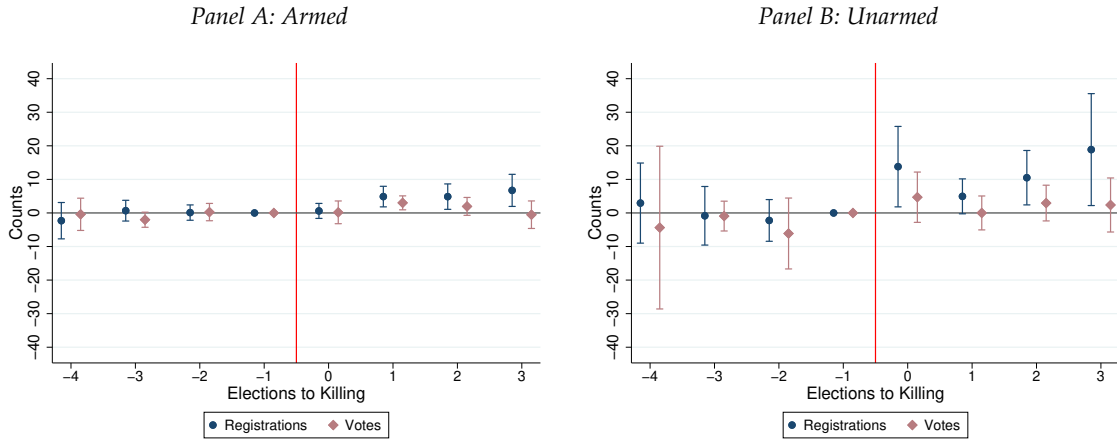 Panel A: Armed
40
30
20
10
0
−10
−20
−30
−40
Counts
−4 −3 −2 −1 0 1 2 3
Elections to Killing
Registrations Votes
Panel B: Unarmed
40
30
20
10
0
−10
−20
−30
−40
Counts
−4 −3 −2 −1 0 1 2 3
Elections to Killing
Registrations Votes